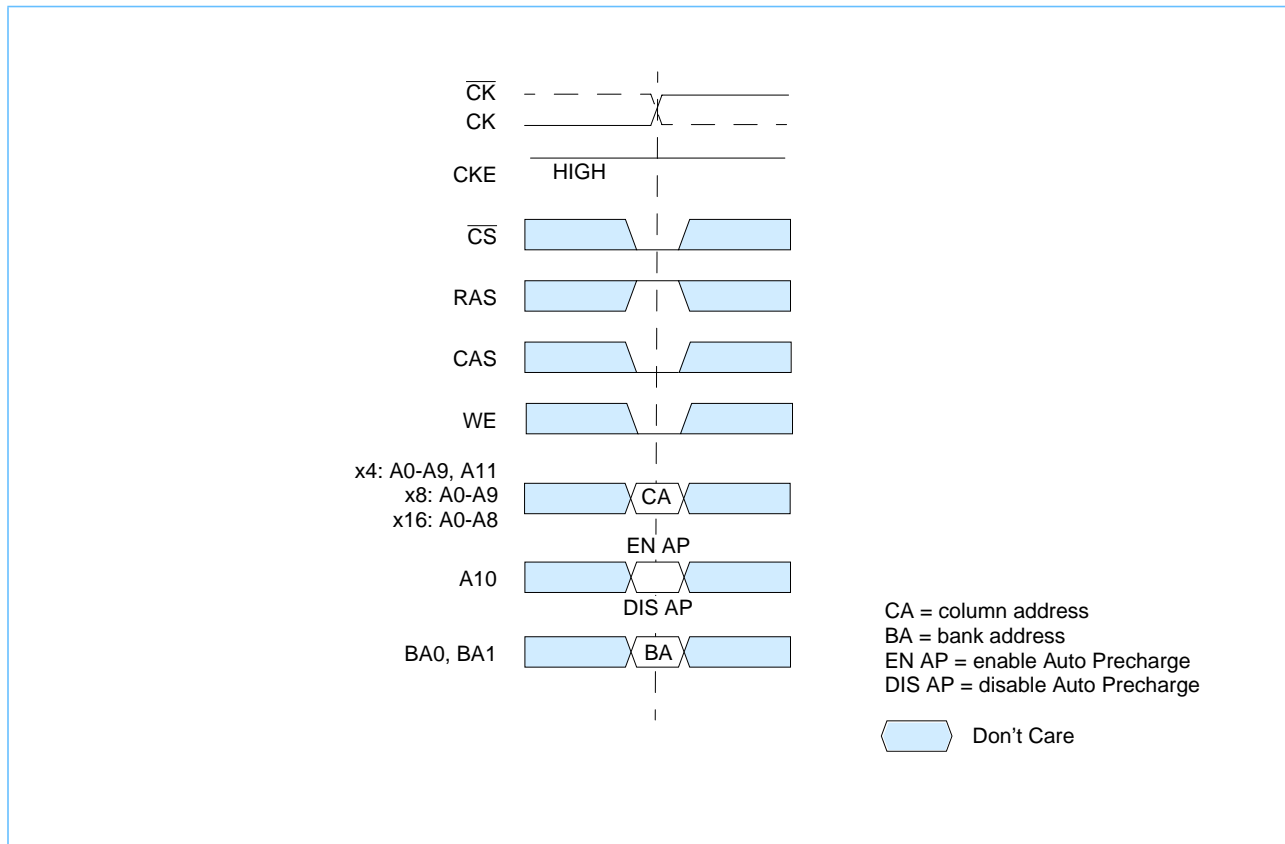 C̅K̅
CK
CKE
HIGH
C̅S̅
RAS
CAS
WE
x4: A0-A9, A11
x8: A0-A9
x16: A0-A8
CA
EN AP
A10
DIS AP
BA0, BA1
BA
CA = column address
BA = bank address
EN AP = enable Auto Precharge
DIS AP = disable Auto Precharge
Don't Care